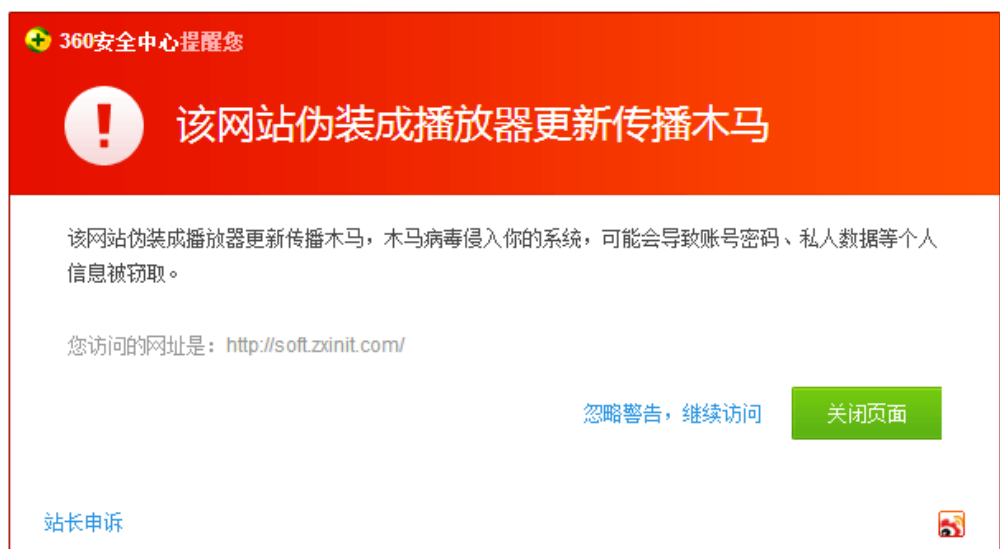 360安全中心提醒您
该网站伪装成播放器更新传播木马
该网站伪装成播放器更新传播木马，木马病毒侵入你的系统，可能会导致账号密码、私人数据等个人
信息被窃取。
您访问的网址是：http://soft.zxinit.com/
忽略警告，继续访问
关闭页面
站长申诉